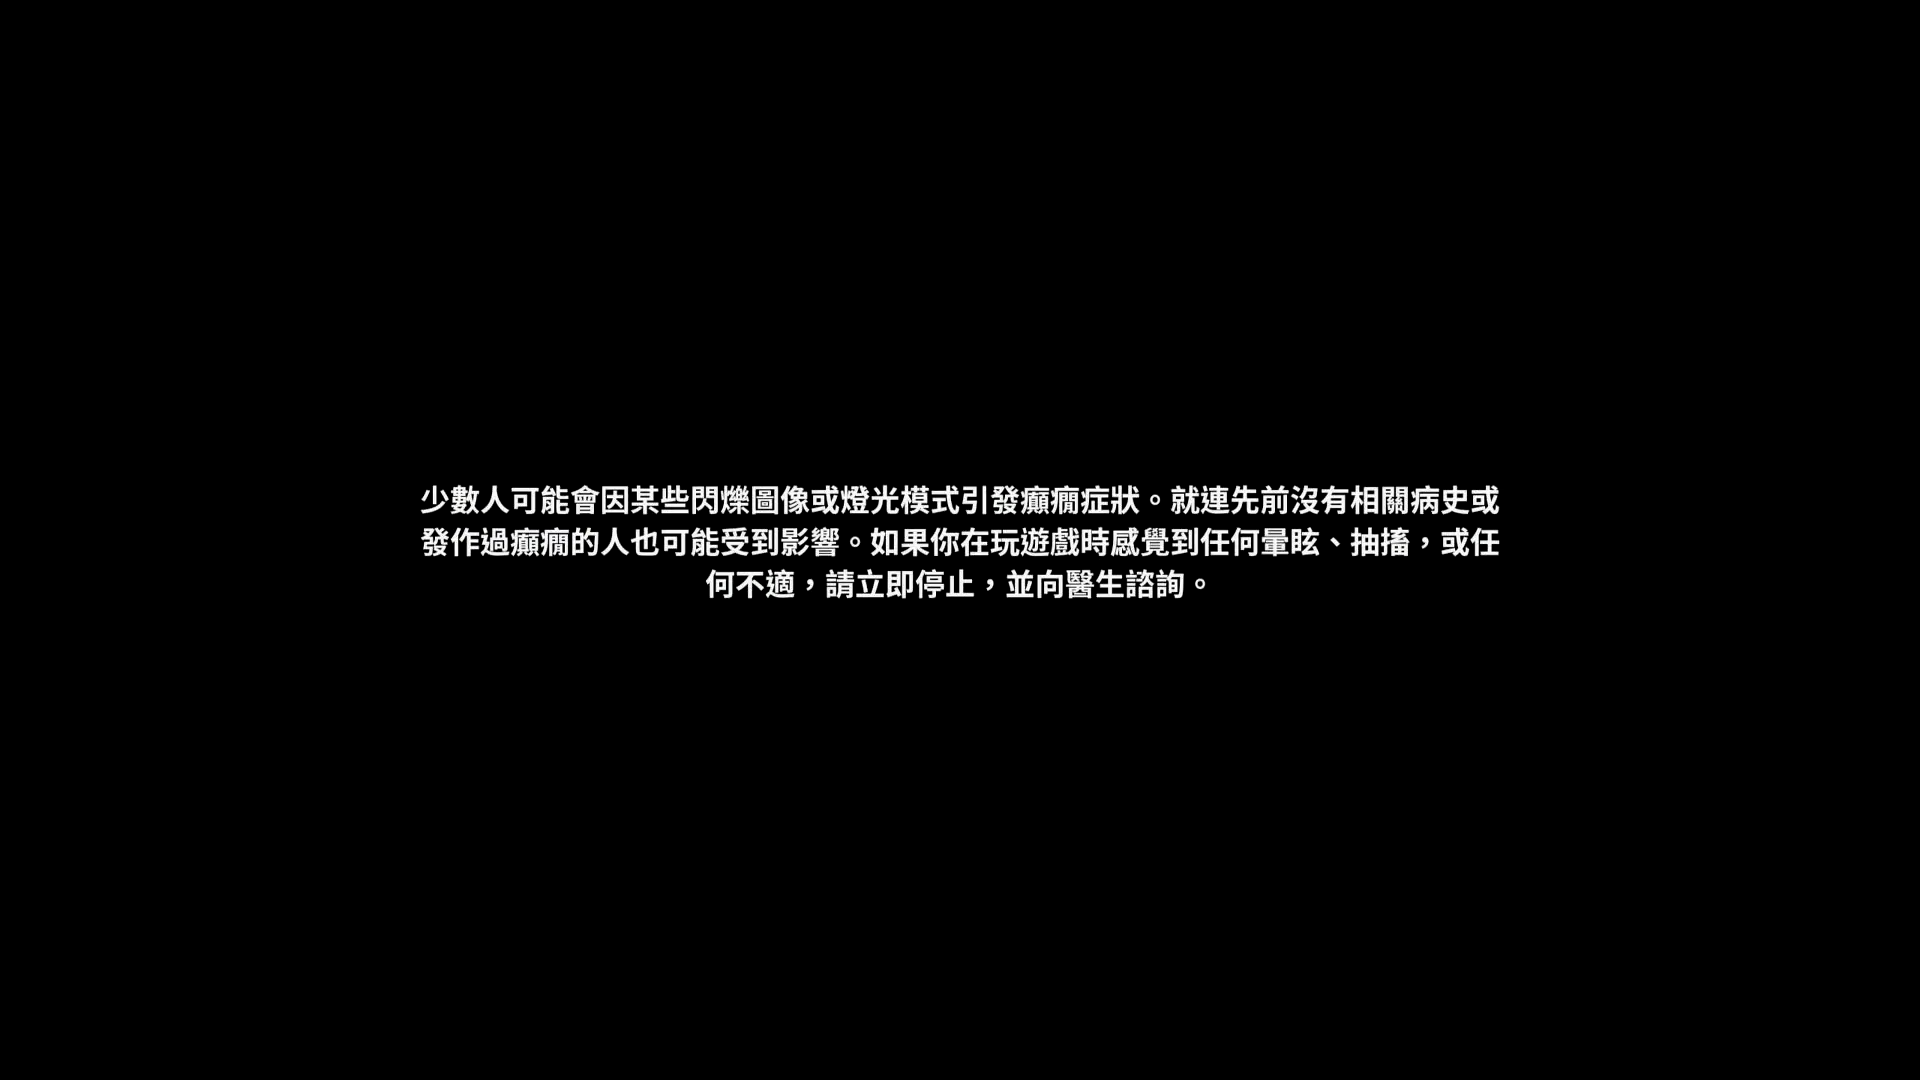 少數人可能會因某些閃爍圖像或燈光模式引發癲癇症狀。就連先前沒有相關病史或
發作過癲癇的人也可能受到影響。如果你在玩遊戲時感覺到任何暈眩、抽搐，或任
何不適，請立即停止，並向醫生諮詢。